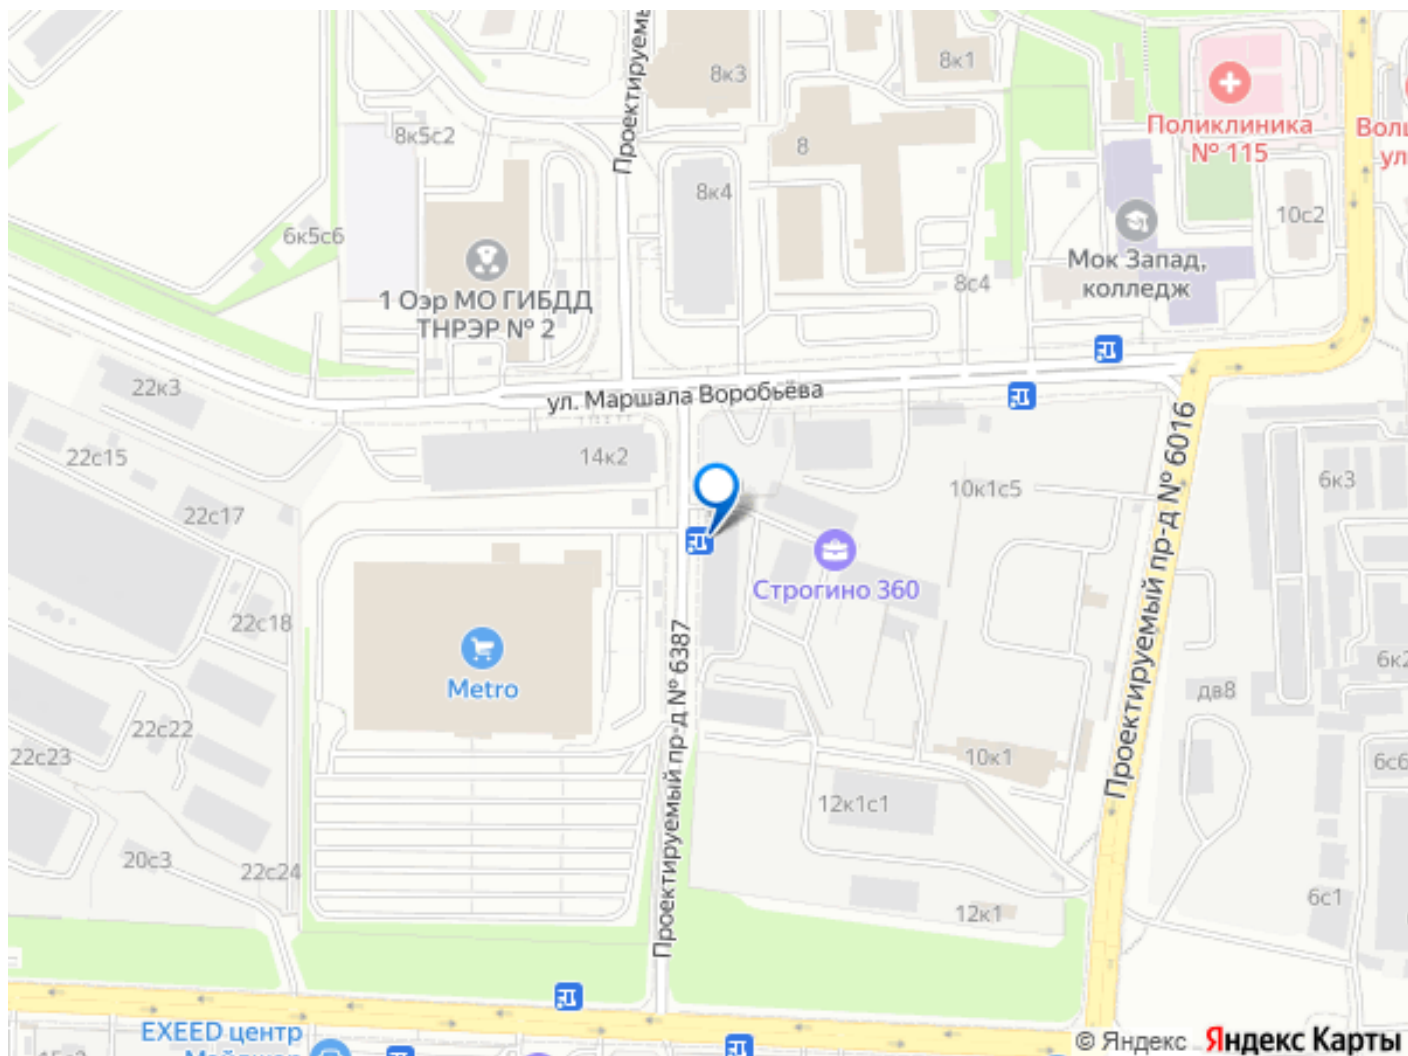 Проектируемы
8к3
8к1
Поликлиника
№ 115
8к5с2
8
8к4
10с2
6к5с6
Мок Запад,
колледж
1 Оэр МО ГИБДД
ТНРЭР № 2
8с4
22к3
ул. Маршала Воробьёва
22с15
14к2
10к1с5
6к3
22с17
Строгино 360
Проектируемый пр-д № 6016
22с18
Metro
Проектируемый пр-д № 6387
дв8
22с22
22с23
10к1
12к1с1
20с3
22с24
12к1
6с1
EXEED центр
© Яндекс Яндекс Карты